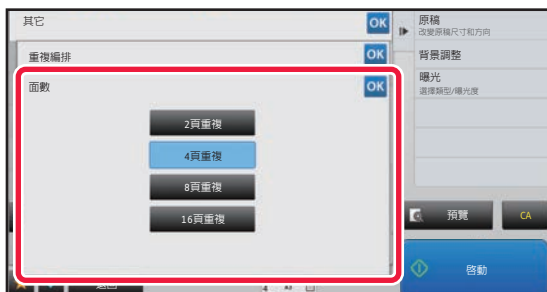 其它
OK
重複編排
OK
面數
OK
2頁重複
4頁重複
8頁重複
16頁重複
原稿
改變原稿尺寸和方向
背景調整
曝光
選擇類型/曝光度
預覽
CA
啓動